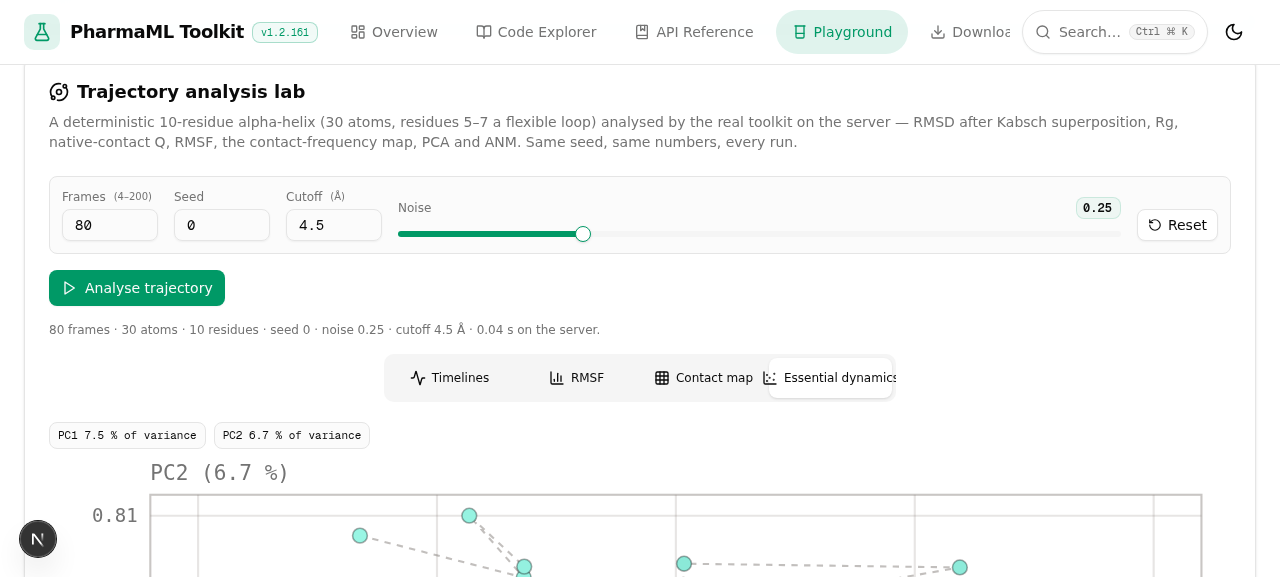 PharmaML Toolkit v1.2.161 Overview Code Explorer API Reference Playground Downloa Search... Ctrl ⌘ K
Trajectory analysis lab
A deterministic 10-residue alpha-helix (30 atoms, residues 5–7 a flexible loop) analysed by the real toolkit on the server — RMSD after Kabsch superposition, Rg,
native-contact Q, RMSF, the contact-frequency map, PCA and ANM. Same seed, same numbers, every run.
Frames (4–200) Seed Cutoff (Å)
Noise 0.25
80 0 4.5 Reset
Analyse trajectory
80 frames · 30 atoms · 10 residues · seed 0 · noise 0.25 · cutoff 4.5 Å · 0.04 s on the server.
Timelines RMSF Contact map Essential dynamics
PC1 7.5 % of variance PC2 6.7 % of variance
PC2 (6.7 %)
0.81
N